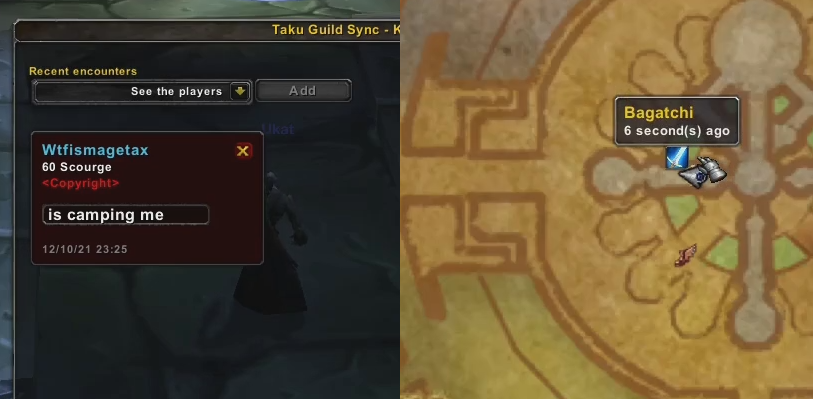 Taku Guild Sync - K
Recent encounters
See the players
Add
Ukat
Wtfismagetax
60 Scourge
<Copyright>
is camping me
12/10/21 23:25
Bagatchi
6 second(s) ago